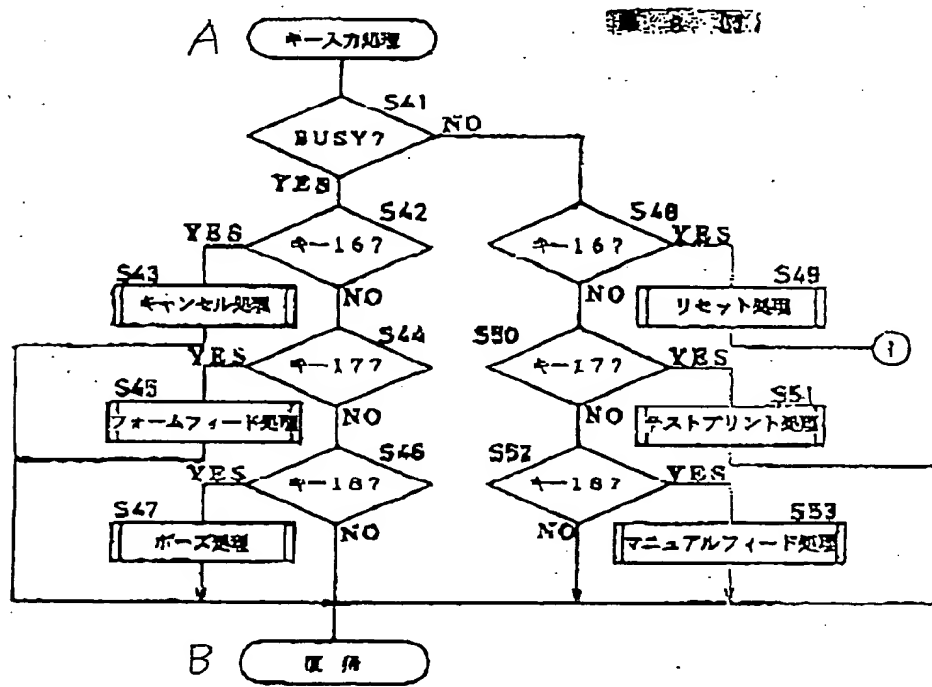 A
キー入力処理
S41
BUSY?
NO
YES
S42
キー16?
YES
NO
S43
キャンセル処理
S44
キー17?
YES
NO
S45
フォームフィード処理
S46
キー18?
YES
NO
S47
ポーズ処理
S48
キー16?
YES
NO
S49
リセット処理
1
S50
キー17?
YES
NO
S51
テストプリント処理
S52
キー18?
YES
NO
S53
マニュアルフィード処理
B